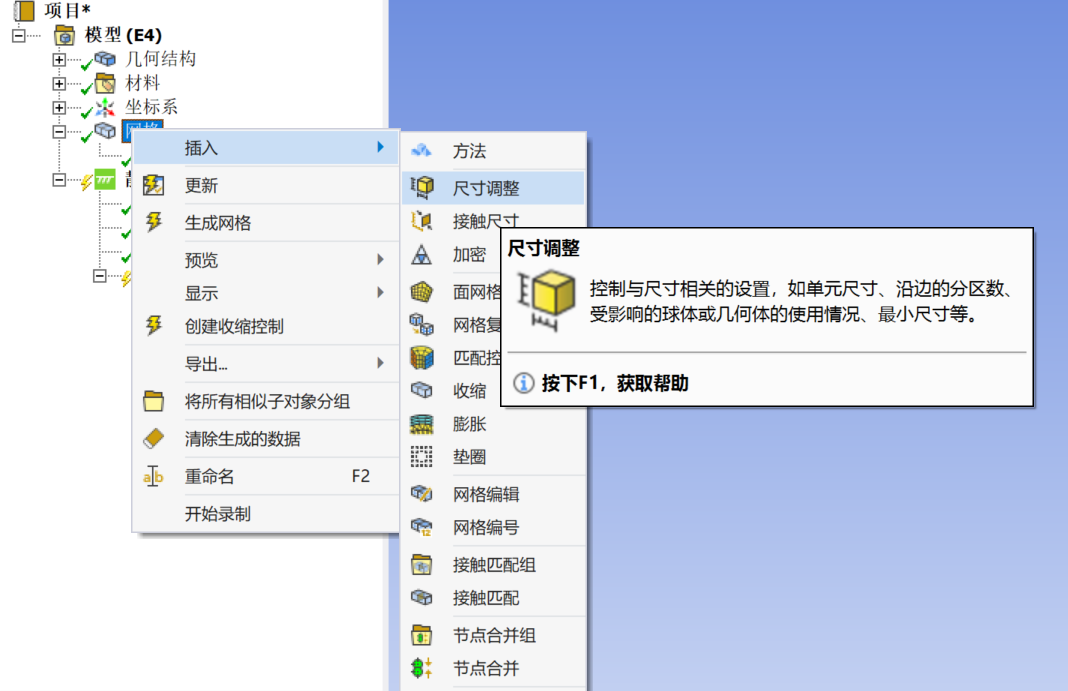 项目*
模型 (E4)
几何结构
材料
坐标系
网格
插入
更新
生成网格
预览
显示
创建收缩控制
导出...
将所有相似子对象分组
清除生成的数据
重命名 F2
开始录制
方法
尺寸调整
接触尺寸
加密
面网格
网格复
匹配控
收缩
膨胀
垫圈
网格编辑
网格编号
接触匹配组
接触匹配
节点合并组
节点合并
尺寸调整
控制与尺寸相关的设置，如单元尺寸、沿边的分区数、
受影响的球体或几何体的使用情况、最小尺寸等。
按下F1，获取帮助